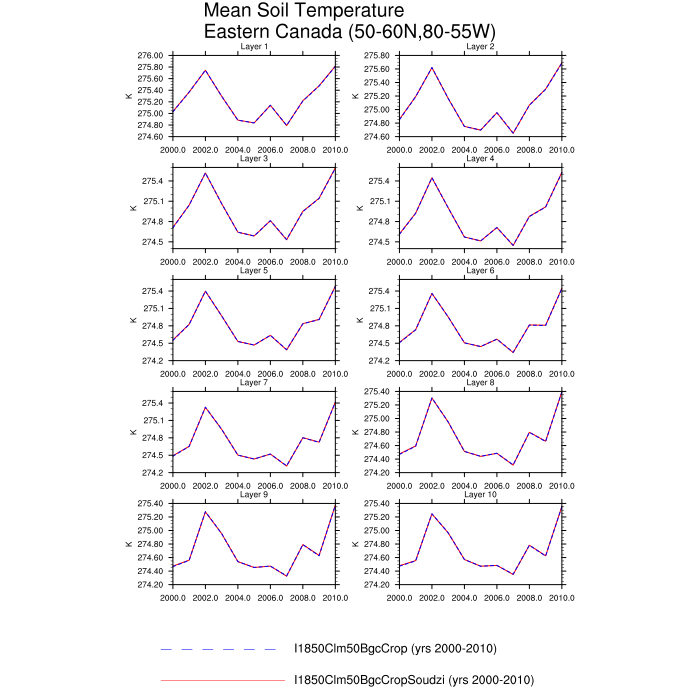 Mean Soil Temperature
Eastern Canada (50-60N,80-55W)
Layer 1
276.00
275.80
275.60
275.40
275.20
275.00
274.80
274.60
K
2000.0 2002.0 2004.0 2006.0 2008.0 2010.0
Layer 2
275.80
275.60
275.40
275.20
275.00
274.80
274.60
K
2000.0 2002.0 2004.0 2006.0 2008.0 2010.0
Layer 3
275.4
275.1
274.8
274.5
K
2000.0 2002.0 2004.0 2006.0 2008.0 2010.0
Layer 4
275.4
275.1
274.8
274.5
K
2000.0 2002.0 2004.0 2006.0 2008.0 2010.0
Layer 5
275.4
275.1
274.8
274.5
274.2
K
2000.0 2002.0 2004.0 2006.0 2008.0 2010.0
Layer 6
275.4
275.1
274.8
274.5
274.2
K
2000.0 2002.0 2004.0 2006.0 2008.0 2010.0
Layer 7
275.4
275.1
274.8
274.5
274.2
K
2000.0 2002.0 2004.0 2006.0 2008.0 2010.0
Layer 8
275.40
275.20
275.00
274.80
274.60
274.40
274.20
K
2000.0 2002.0 2004.0 2006.0 2008.0 2010.0
Layer 9
275.40
275.20
275.00
274.80
274.60
274.40
274.20
K
2000.0 2002.0 2004.0 2006.0 2008.0 2010.0
Layer 10
275.40
275.20
275.00
274.80
274.60
274.40
274.20
K
2000.0 2002.0 2004.0 2006.0 2008.0 2010.0
I1850Clm50BgcCrop (yrs 2000-2010)
I1850Clm50BgcCropSoudzi (yrs 2000-2010)